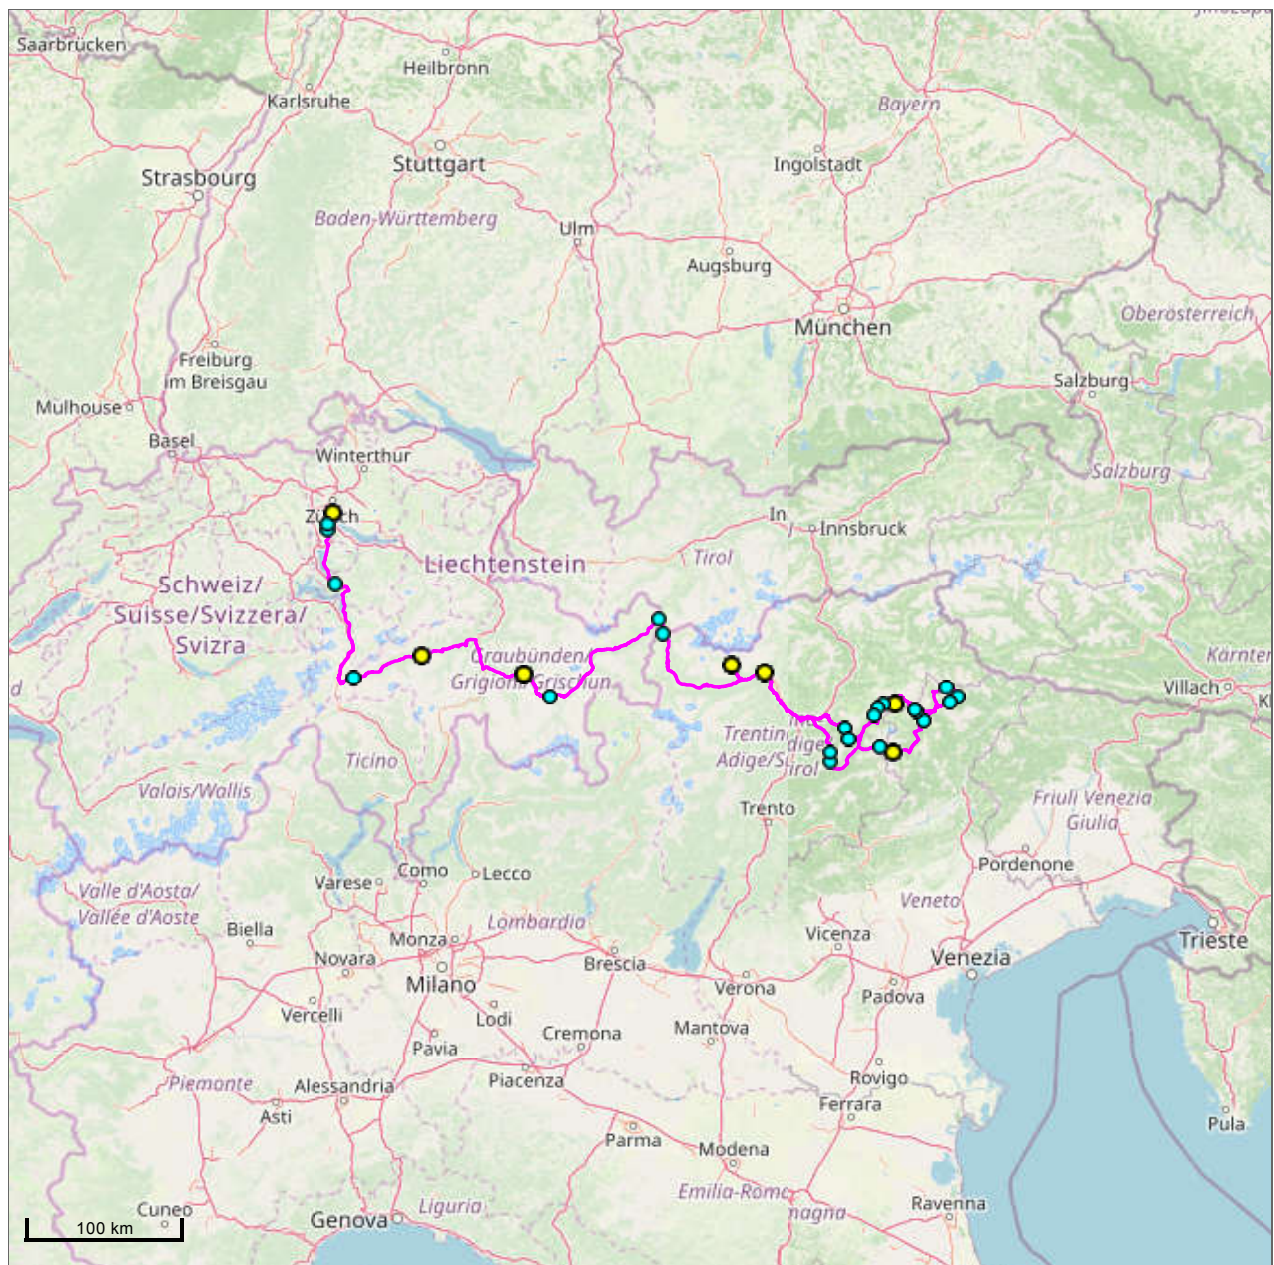 Saarbrücken
Heilbronn
Karlsruhe
Bayern
Stuttgart
Ingolstadt
Strasbourg
Baden-Württemberg
Ulm
Augsburg
Oberösterreich
München
Freiburg
im Breisgau
Salzburg
Mulhouse
Basel
Winterthur
Salzburg
In
Innsbruck
Liechtenstein
Tirol
Schweiz/
Suisse/Svizzera/
Svizra
Graubünden/
Grigioni/Grischun
Kärnten
Villach
Ticino
Valais/Wallis
Trento
Friuli Venezia
Giulia
Pordenone
Como
Lecco
Varese
Valle d'Aosta/
Vallée d'Aoste
Veneto
Biella
Lombardia
Monza
Vicenza
Trieste
Novara
Brescia
Venezia
Milano
Verona
Padova
Vercelli
Lodi
Cremona
Mantova
Pavia
Piemonte
Alessandria
Piacenza
Rovigo
Asti
Ferrara
Parma
Pula
Modena
Cuneo
Liguria
Ravenna
Genova
100 km